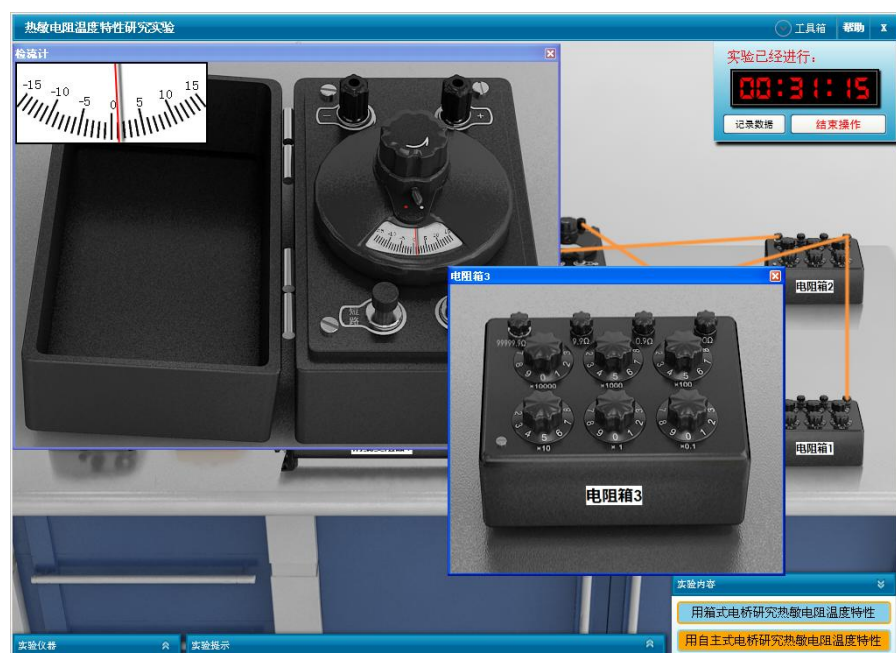 热敏电阻温度特性研究实验
工具箱 帮助 X
检流计
-15 -10 -5 0 5 10 15
实验已经进行:
00:31:15
记录数据 结束操作
- +
短路
电阻箱2
电阻箱3
99999.9Ω 9.9Ω 0.9Ω 0Ω
×10000 ×1000 ×100
×10 ×1 ×0.1
电阻箱3
电阻箱1
实验内容
用箱式电桥研究热敏电阻温度特性
用自主式电桥研究热敏电阻温度特性
实验仪器 实验提示